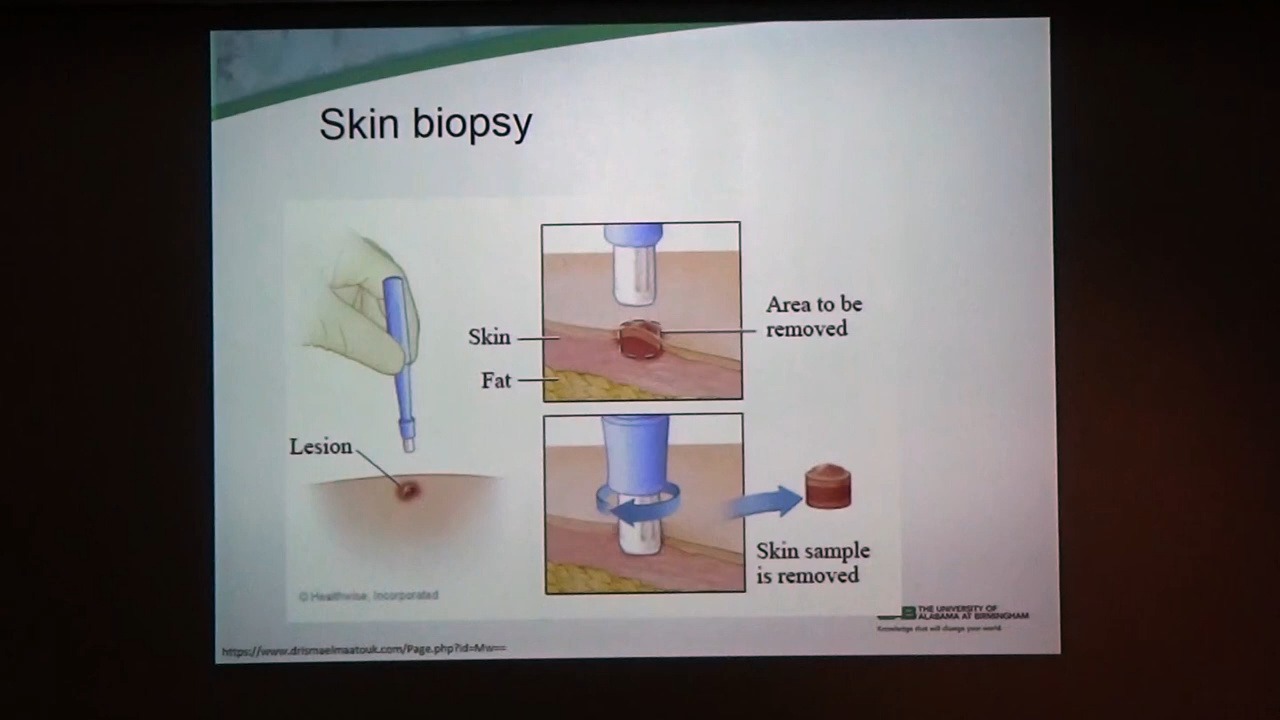 Skin biopsy
Area to be
removed
Skin
Fat
Lesion
Skin sample
is removed
© Healthwise, Incorporated
THE UNIVERSITY OF
ALABAMA AT BIRMINGHAM
Knowledge that will change your world
https://www.drismaelmaatouk.com/Page.php?id=Mw==